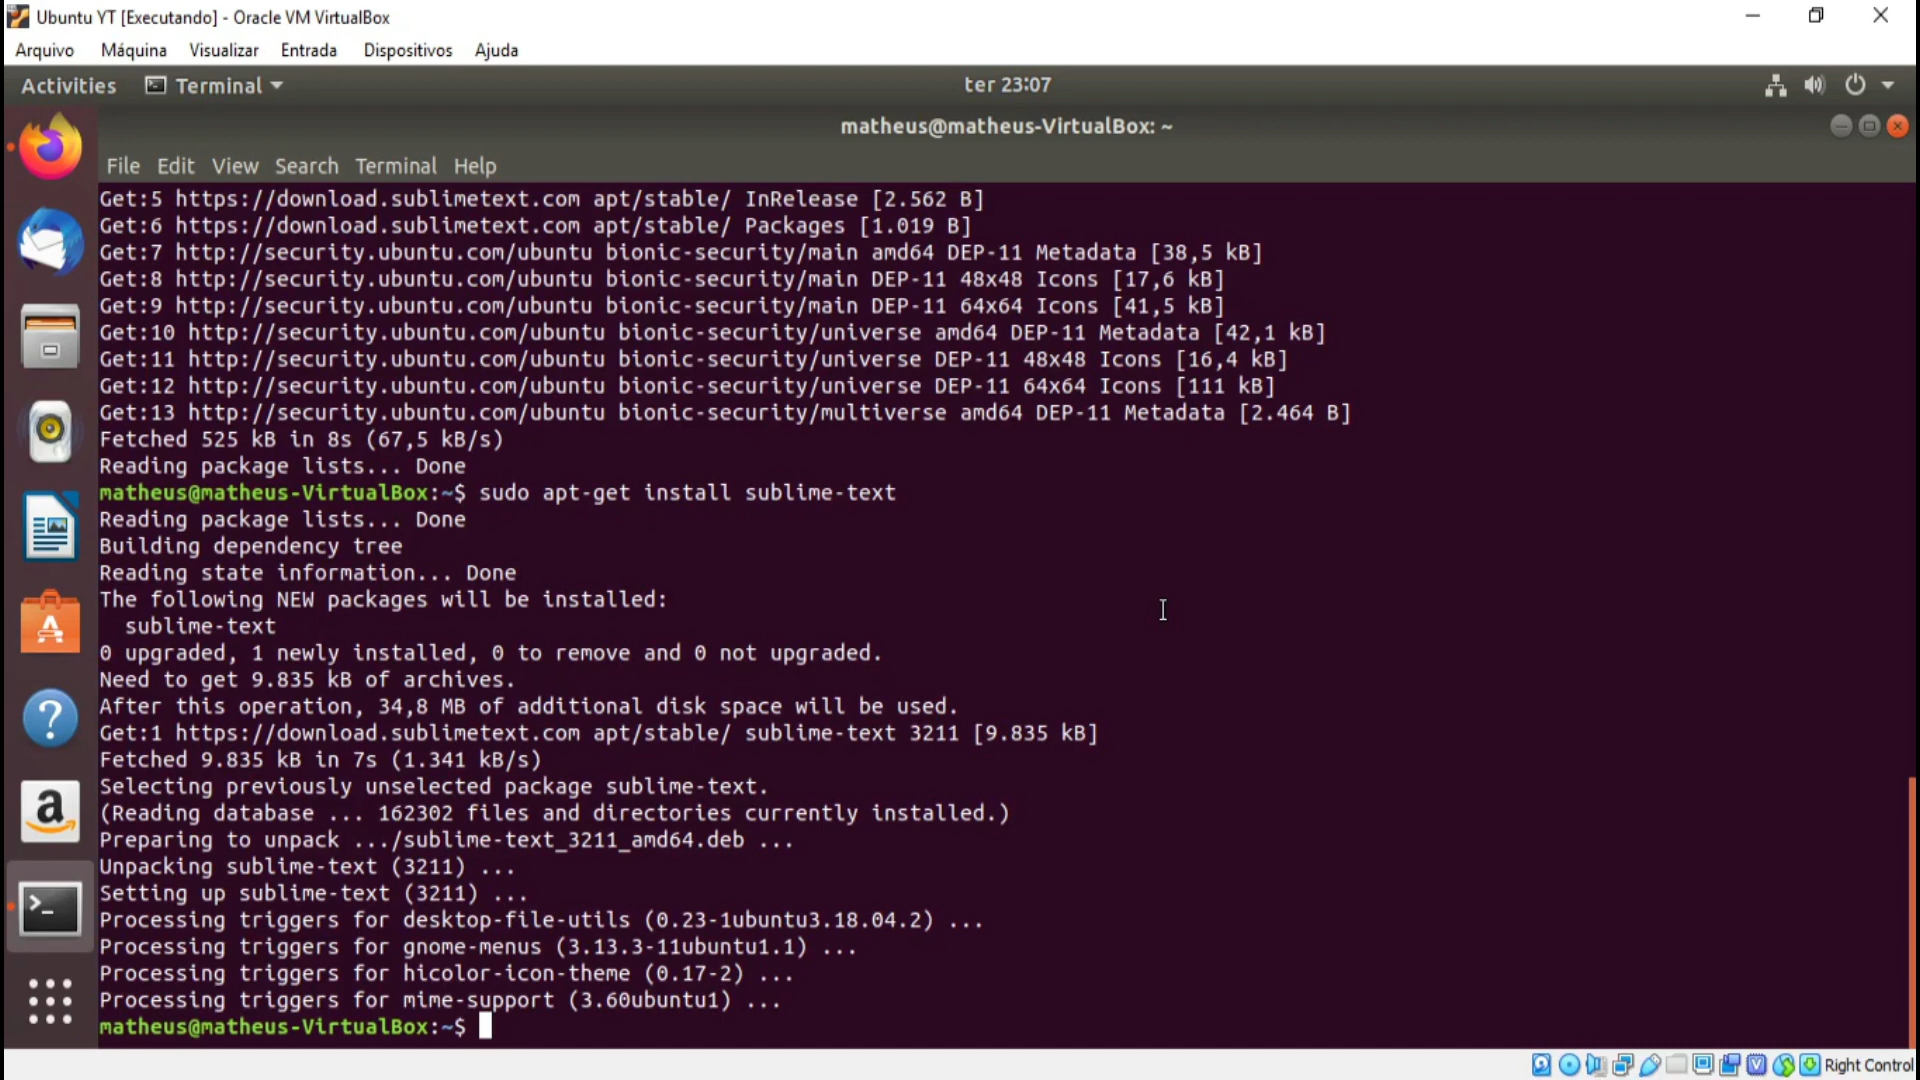 Ubuntu YT [Executando] - Oracle VM VirtualBox
Arquivo Máquina Visualizar Entrada Dispositivos Ajuda
Activities Terminal ter 23:07
matheus@matheus-VirtualBox: ~
File Edit View Search Terminal Help
Get:5 https://download.sublimetext.com apt/stable/ InRelease [2.562 B]
Get:6 https://download.sublimetext.com apt/stable/ Packages [1.019 B]
Get:7 http://security.ubuntu.com/ubuntu bionic-security/main amd64 DEP-11 Metadata [38,5 kB]
Get:8 http://security.ubuntu.com/ubuntu bionic-security/main DEP-11 48x48 Icons [17,6 kB]
Get:9 http://security.ubuntu.com/ubuntu bionic-security/main DEP-11 64x64 Icons [41,5 kB]
Get:10 http://security.ubuntu.com/ubuntu bionic-security/universe amd64 DEP-11 Metadata [42,1 kB]
Get:11 http://security.ubuntu.com/ubuntu bionic-security/universe DEP-11 48x48 Icons [16,4 kB]
Get:12 http://security.ubuntu.com/ubuntu bionic-security/universe DEP-11 64x64 Icons [111 kB]
Get:13 http://security.ubuntu.com/ubuntu bionic-security/multiverse amd64 DEP-11 Metadata [2.464 B]
Fetched 525 kB in 8s (67,5 kB/s)
Reading package lists... Done
matheus@matheus-VirtualBox:~$ sudo apt-get install sublime-text
Reading package lists... Done
Building dependency tree
Reading state information... Done
The following NEW packages will be installed:
  sublime-text
0 upgraded, 1 newly installed, 0 to remove and 0 not upgraded.
Need to get 9.835 kB of archives.
After this operation, 34,8 MB of additional disk space will be used.
Get:1 https://download.sublimetext.com apt/stable/ sublime-text 3211 [9.835 kB]
Fetched 9.835 kB in 7s (1.341 kB/s)
Selecting previously unselected package sublime-text.
(Reading database ... 162302 files and directories currently installed.)
Preparing to unpack .../sublime-text_3211_amd64.deb ...
Unpacking sublime-text (3211) ...
Setting up sublime-text (3211) ...
Processing triggers for desktop-file-utils (0.23-1ubuntu3.18.04.2) ...
Processing triggers for gnome-menus (3.13.3-11ubuntu1.1) ...
Processing triggers for hicolor-icon-theme (0.17-2) ...
Processing triggers for mime-support (3.60ubuntu1) ...
matheus@matheus-VirtualBox:~$
Right Control